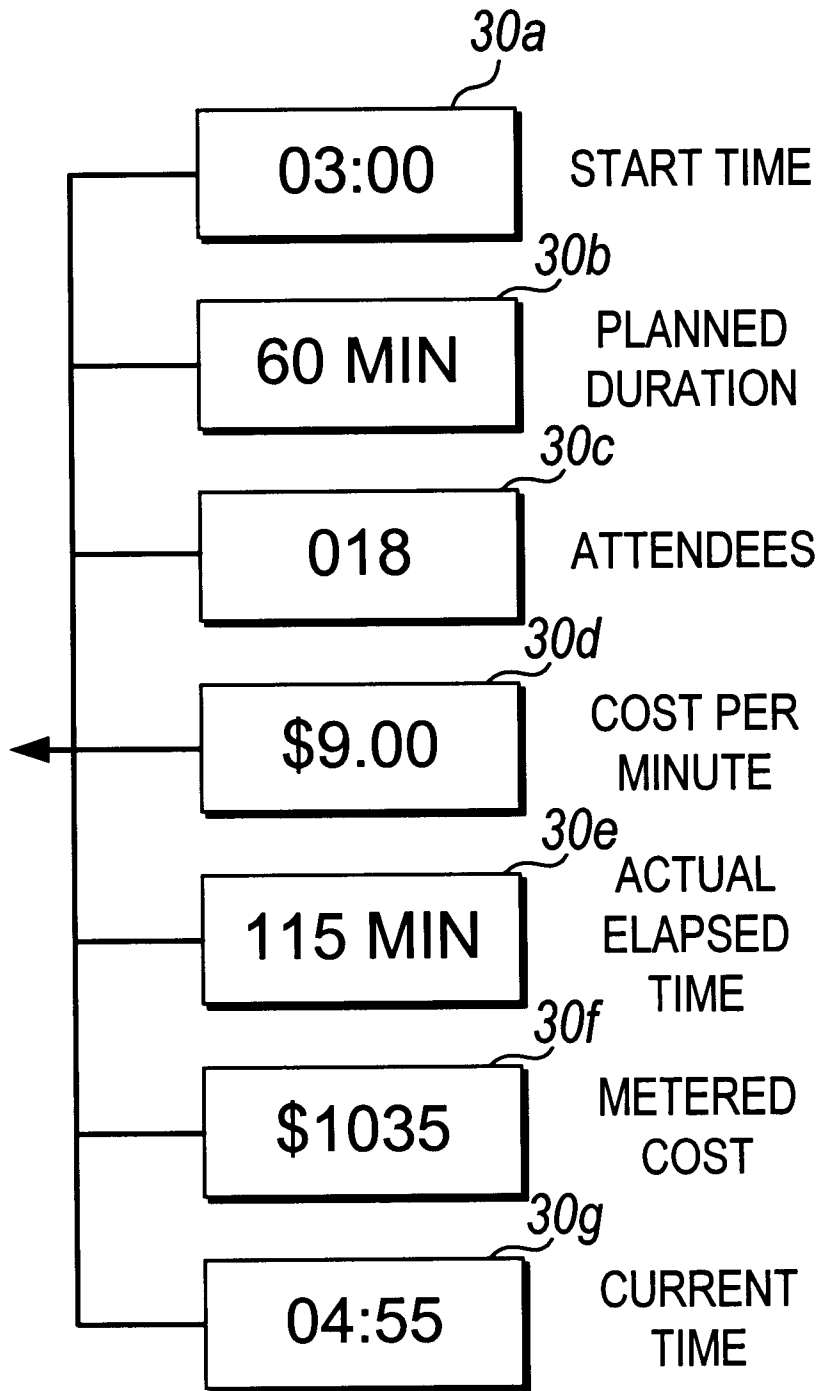 30a
03:00
START TIME
30b
60 MIN
PLANNED
DURATION
30c
018
ATTENDEES
30d
$9.00
COST PER
MINUTE
30e
115 MIN
ACTUAL
ELAPSED
TIME
30f
$1035
METERED
COST
30g
04:55
CURRENT
TIME